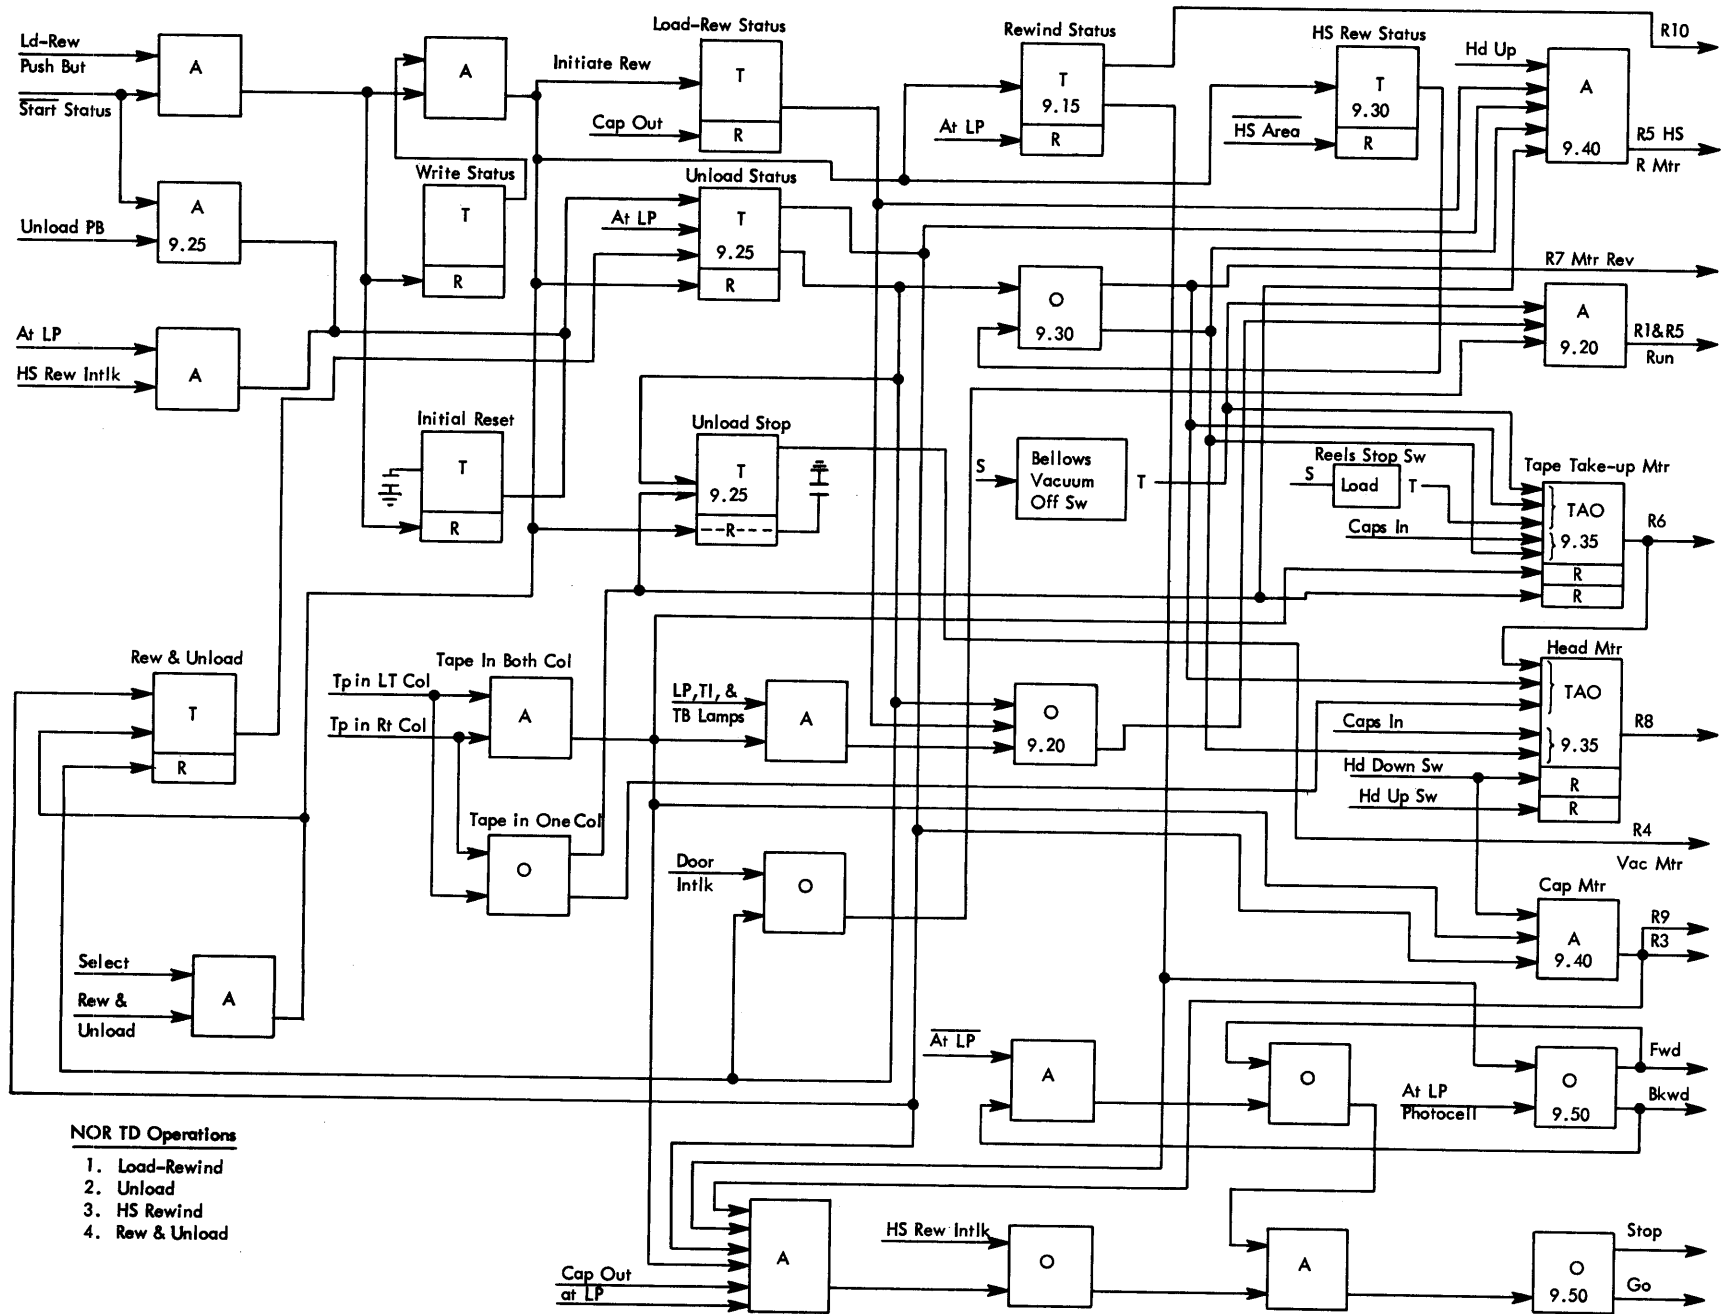 Ld-Rew
Push But
Start Status
A
A
Initiate Rew
Load-Rew Status
T
R
Cap Out
Rewind Status
T
9.15
R
At LP
HS Rew Status
T
9.30
R
HS Area
Hd Up
A
9.40
R10
R5 HS
R Mtr
Unload PB
A
9.25
Write Status
T
R
Unload Status
At LP
T
9.25
R
O
9.30
R7 Mtr Rev
A
9.20
R1&R5
Run
At LP
HS Rew Intlk
A
Initial Reset
T
R
Unload Stop
T
9.25
--R---
S
Bellows
Vacuum
Off Sw
T
Reels Stop Sw
S
Load
T
Caps In
Tape Take-up Mtr
TAO
9.35
R
R
R6
Rew & Unload
T
R
Tape In Both Col
Tp in LT Col
Tp in Rt Col
A
LP, TI, &
TB Lamps
A
O
9.20
Head Mtr
TAO
9.35
R
R
Caps In
Hd Down Sw
Hd Up Sw
R8
R4
Vac Mtr
Tape in One Col
O
Door
Intlk
O
Cap Mtr
A
9.40
R9
R3
Select
Rew &
Unload
A
At LP
A
O
At LP
Photocell
O
9.50
Fwd
Bkwd
NOR TD Operations
1. Load-Rewind
2. Unload
3. HS Rewind
4. Rew & Unload
Cap Out
at LP
A
HS Rew Intlk
O
A
O
9.50
Stop
Go